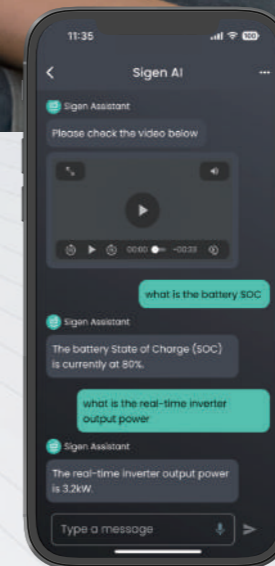 11:35
100
Sigen AI
Sigen Assistant
Please check the video below
00:00
-00:33
what is the battery SOC
Sigen Assistant
The battery State of Charge (SOC)
is currently at 80%.
what is the real-time inverter
output power
Sigen Assistant
The real-time inverter output power
is 3.2kW.
Type a message